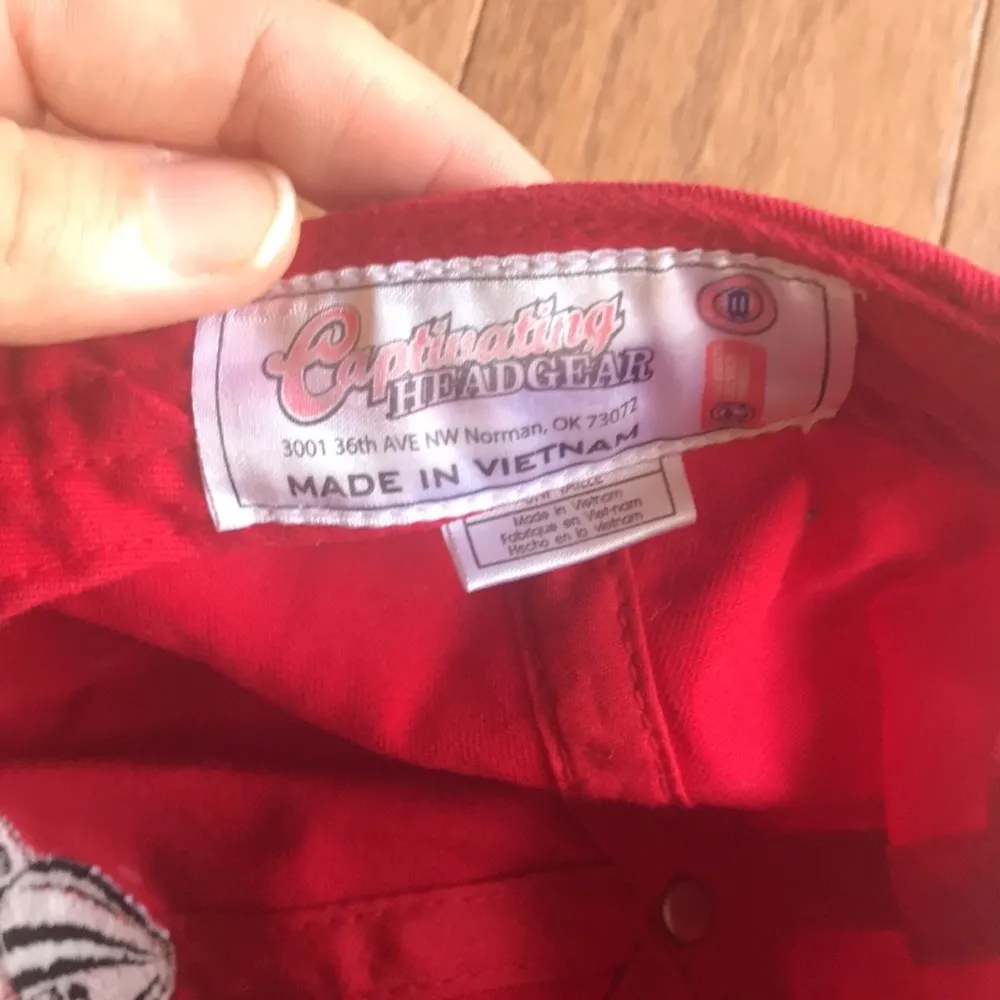 Captivating
HEADGEAR
3001 36th AVE NW Norman, OK 73072
MADE IN VIETNAM
Made in Vietnam
Fabrique en Viet-nam
Hecho en lo vietnam